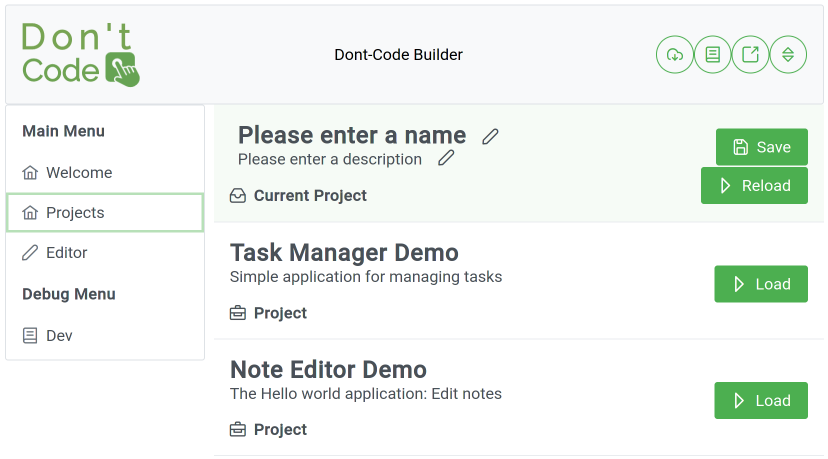 Don't
Code
Dont-Code Builder
Main Menu
Welcome
Projects
Editor
Debug Menu
Dev
Please enter a name
Please enter a description
Current Project
Save
Reload
Task Manager Demo
Simple application for managing tasks
Project
Load
Note Editor Demo
The Hello world application: Edit notes
Project
Load